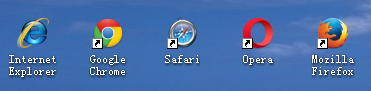 Internet Explorer
Google Chrome
Safari
Opera
Mozilla Firefox